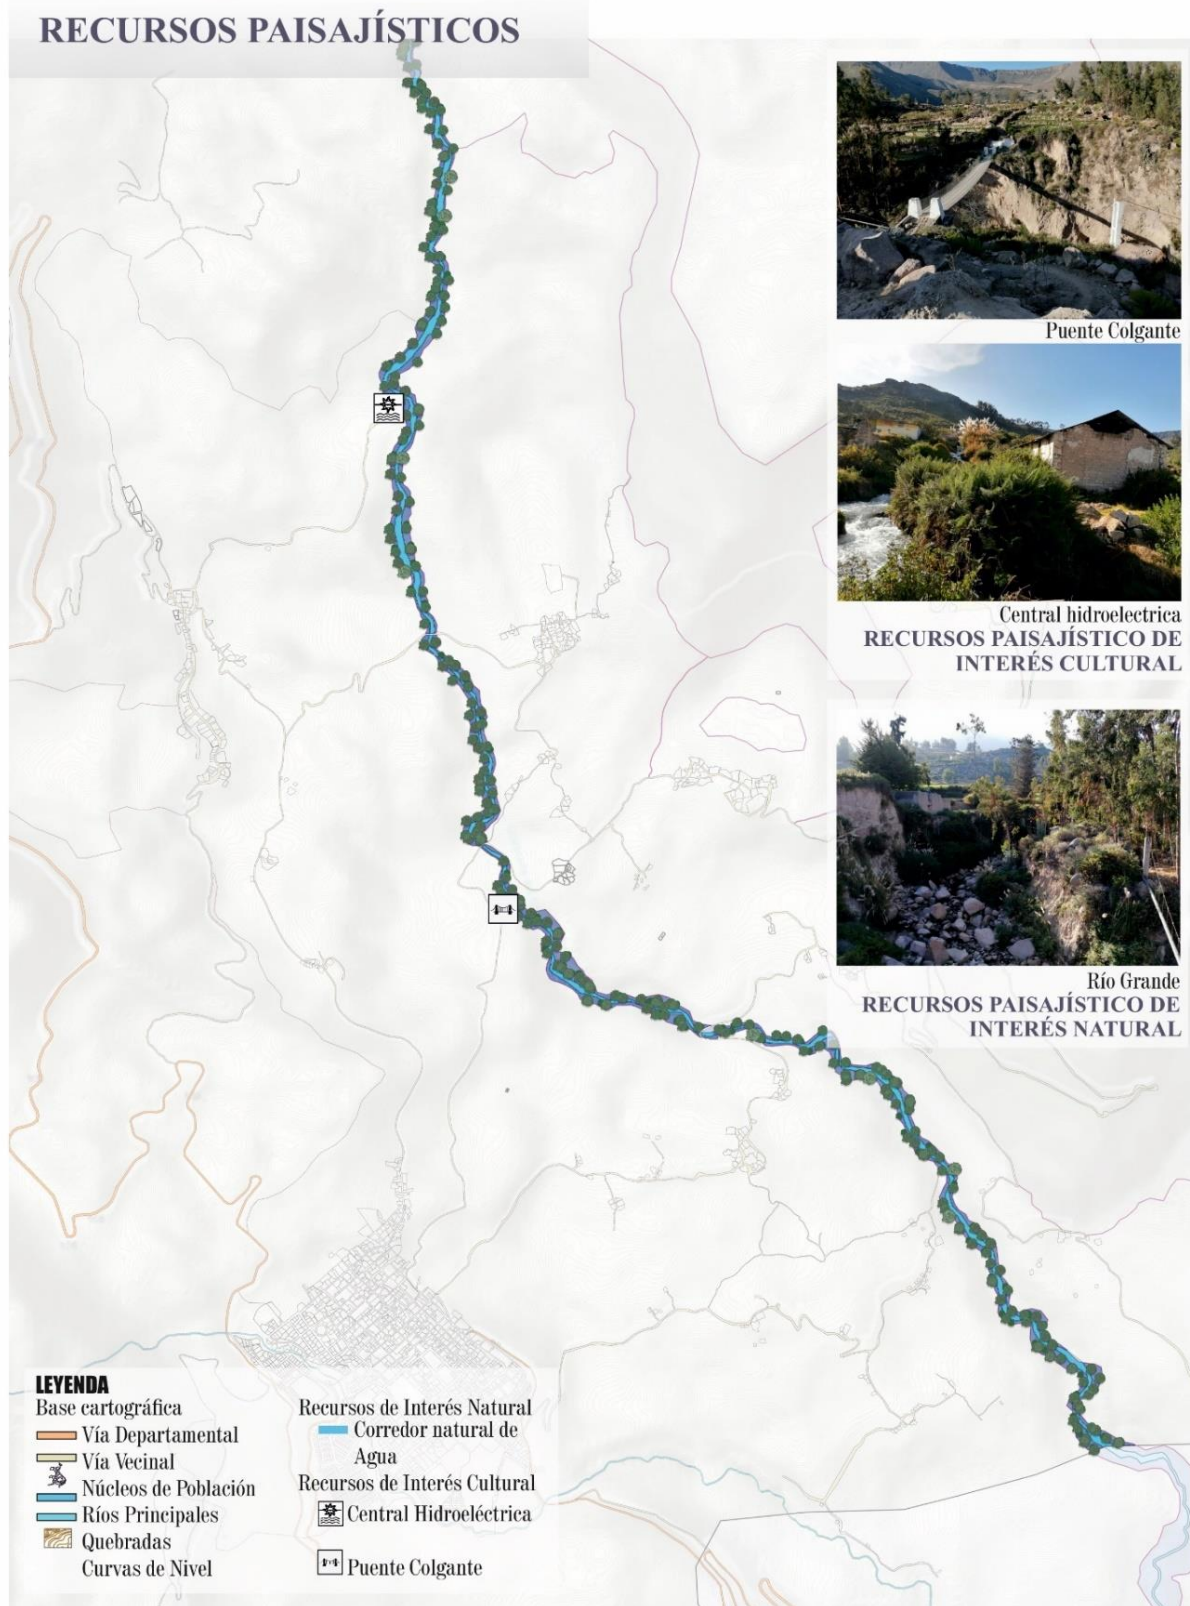 RECURSOS PAISAJÍSTICOS
Puente Colgante
Central hidroelectrica
RECURSOS PAISAJÍSTICO DE
INTERÉS CULTURAL
Río Grande
RECURSOS PAISAJÍSTICO DE
INTERÉS NATURAL
LEYENDA
Base cartográfica
Vía Departamental
Vía Vecinal
Núcleos de Población
Ríos Principales
Quebradas
Curvas de Nivel
Recursos de Interés Natural
Corredor natural de
Agua
Recursos de Interés Cultural
Central Hidroeléctrica
Puente Colgante